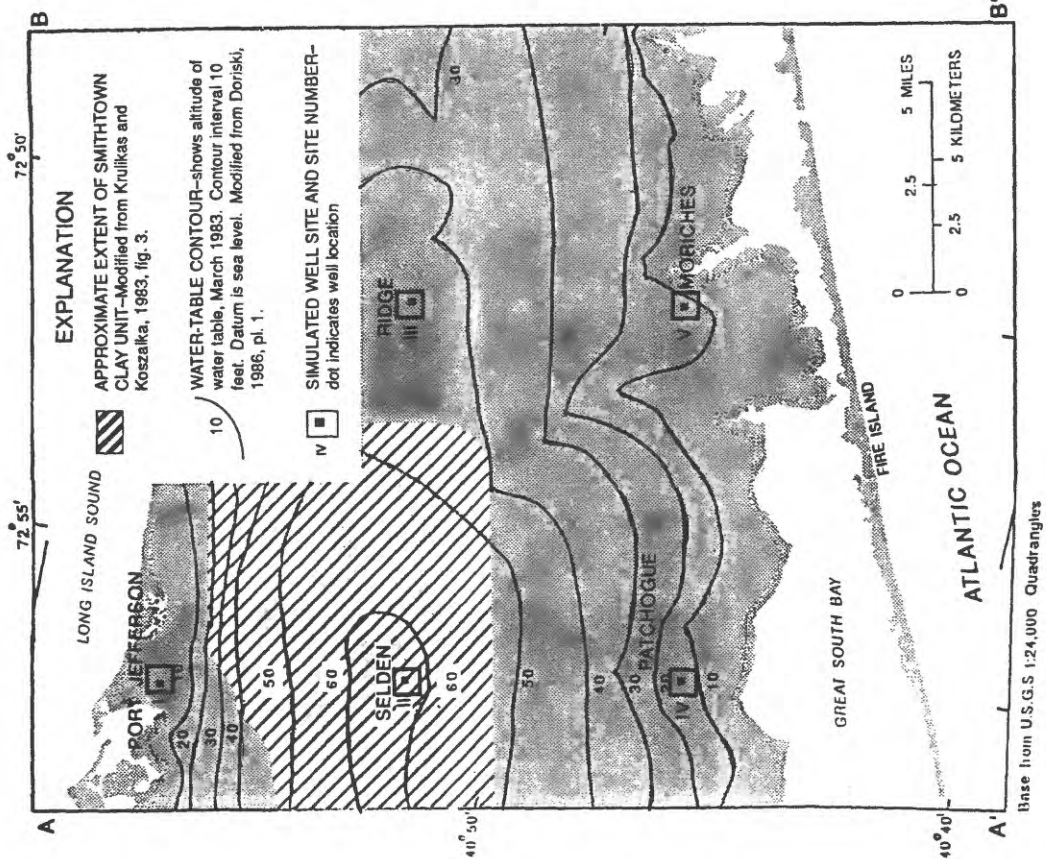 A
B
72° 55'
72° 50'
EXPLANATION
APPROXIMATE EXTENT OF SMITHTOWN
CLAY UNIT–Modified from Krulikas and
Koszalka, 1983, fig. 3.
10
WATER-TABLE CONTOUR–shows altitude of
water table, March 1983. Contour interval 10
feet. Datum is sea level. Modified from Doriski,
1986, pl. 1.
IV
SIMULATED WELL SITE AND SITE NUMBER–
dot indicates well location
LONG ISLAND SOUND
PORT JEFFERSON
I
10
20
30
40
50
60
SELDEN
II
60
RIDGE
III
40° 50'
50
40
30
PATCHOGUE
20
IV
10
V
MORICHES
GREAT SOUTH BAY
FIRE ISLAND
ATLANTIC OCEAN
0 2.5 5 MILES
0 2.5 5 KILOMETERS
40° 40'
A'
B'
Base from U.S.G.S 1:24,000 Quadrangles